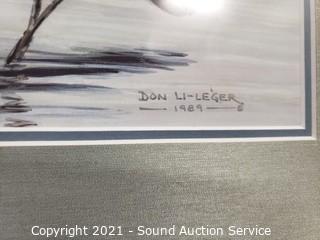 DON LI-LEGER
1989
Copyright 2021 - Sound Auction Service